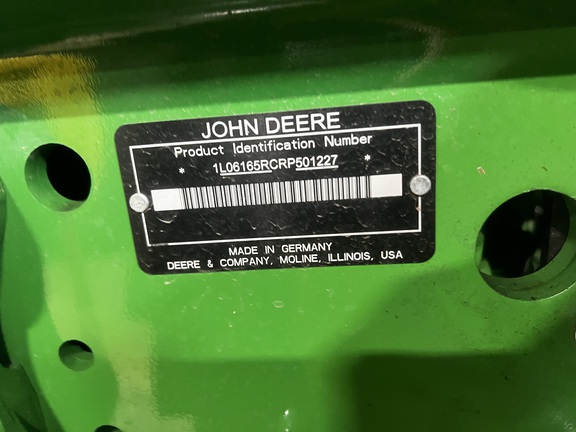 JOHN DEERE
Product Identification Number
* 1L06165RCRP501227 *
MADE IN GERMANY
DEERE & COMPANY, MOLINE, ILLINOIS, USA